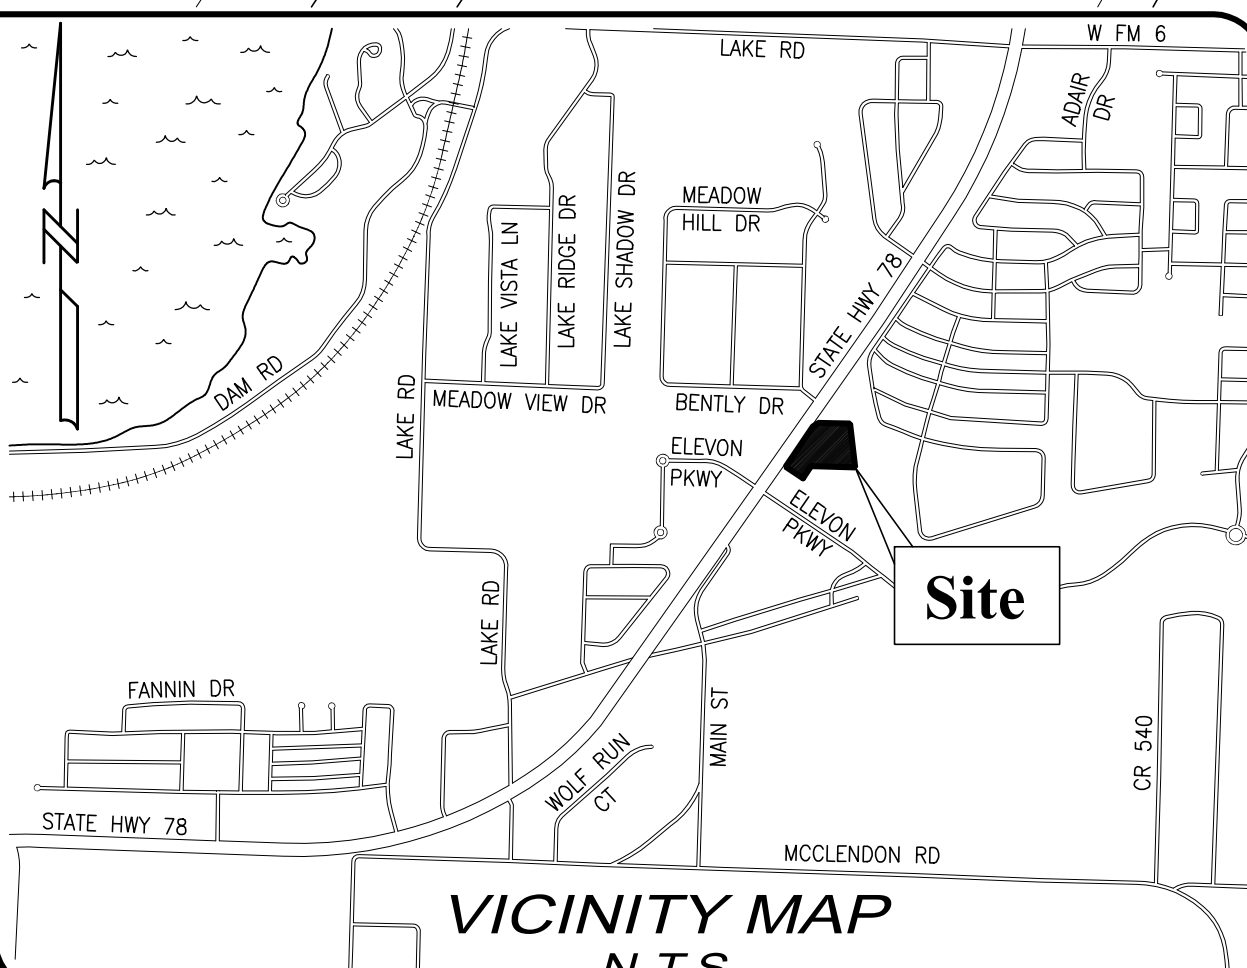 W FM 6
LAKE RD
ADAIR
DR
MEADOW
HILL DR
LAKE VISTA LN
LAKE RIDGE DR
LAKE SHADOW DR
N
STATE HWY 78
DAM RD
LAKE RD
MEADOW VIEW DR
BENTLY DR
ELEVON
PKWY
ELEVON
PKWY
Site
LAKE RD
FANNIN DR
MAIN ST
CR 540
WOLF RUN
CT
STATE HWY 78
MCCLENDON RD
VICINITY MAP
N.T.S.